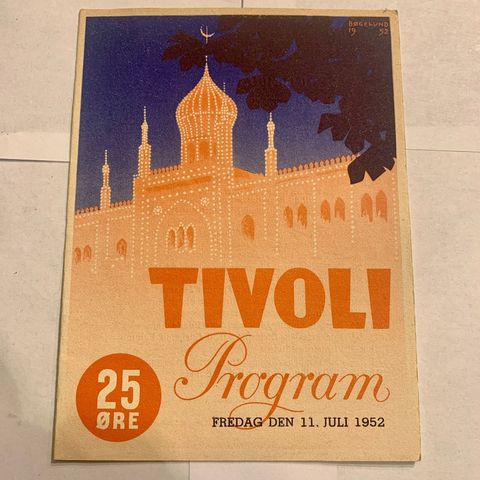 BØGELUND
19 52
TIVOLI
Program
25
ØRE
FREDAG DEN 11. JULI 1952